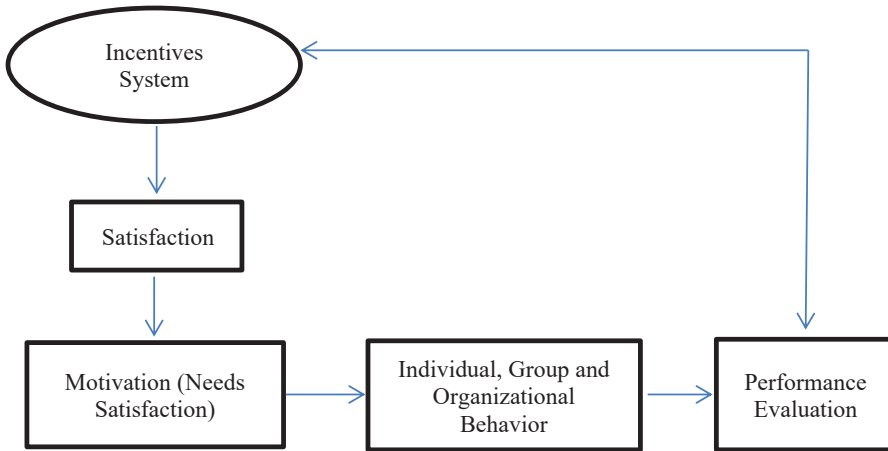 Incentives
System
Satisfaction
Motivation (Needs
Satisfaction)
Individual, Group and
Organizational
Behavior
Performance
Evaluation